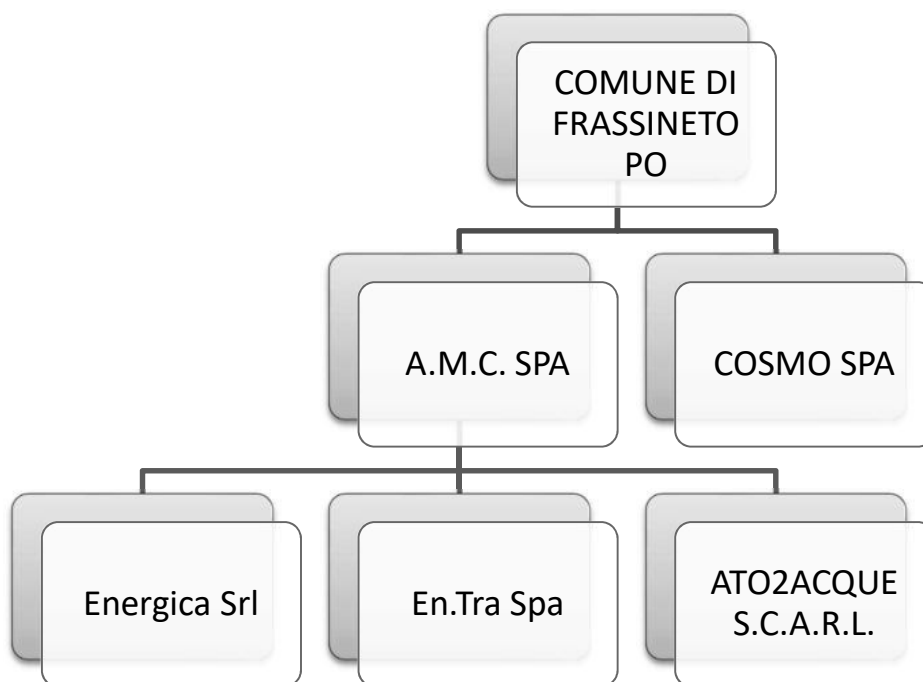 COMUNE DI
FRASSINETO
PO
A.M.C. SPA
COSMO SPA
Energica Srl
En.Tra Spa
ATO2ACQUE
S.C.A.R.L.